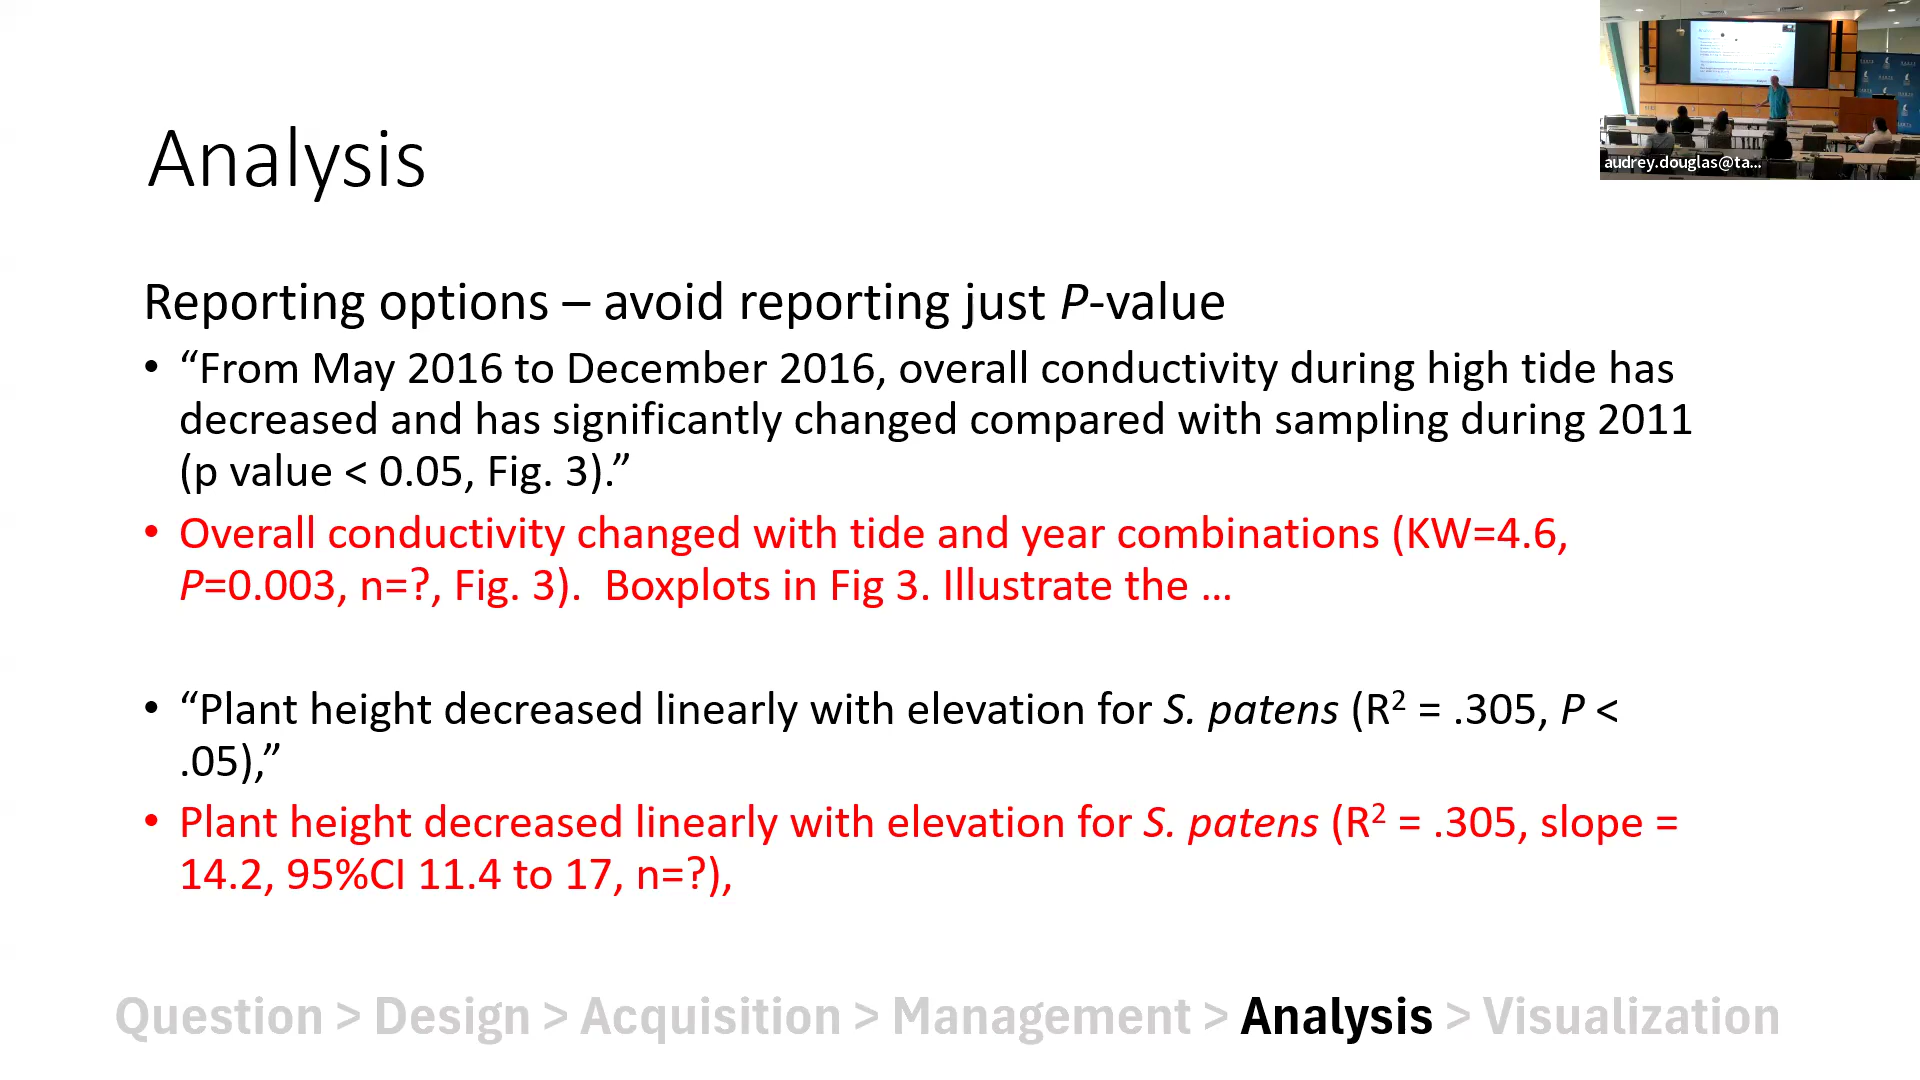 audrey.douglas@ta...
Analysis
Reporting options – avoid reporting just P-value
• “From May 2016 to December 2016, overall conductivity during high tide has
decreased and has significantly changed compared with sampling during 2011
(p value < 0.05, Fig. 3).”
• Overall conductivity changed with tide and year combinations (KW=4.6,
P=0.003, n=?, Fig. 3).  Boxplots in Fig 3. Illustrate the …
• “Plant height decreased linearly with elevation for S. patens (R² = .305, P <
.05),”
• Plant height decreased linearly with elevation for S. patens (R² = .305, slope =
14.2, 95%CI 11.4 to 17, n=?),
Question > Design > Acquisition > Management > Analysis > Visualization